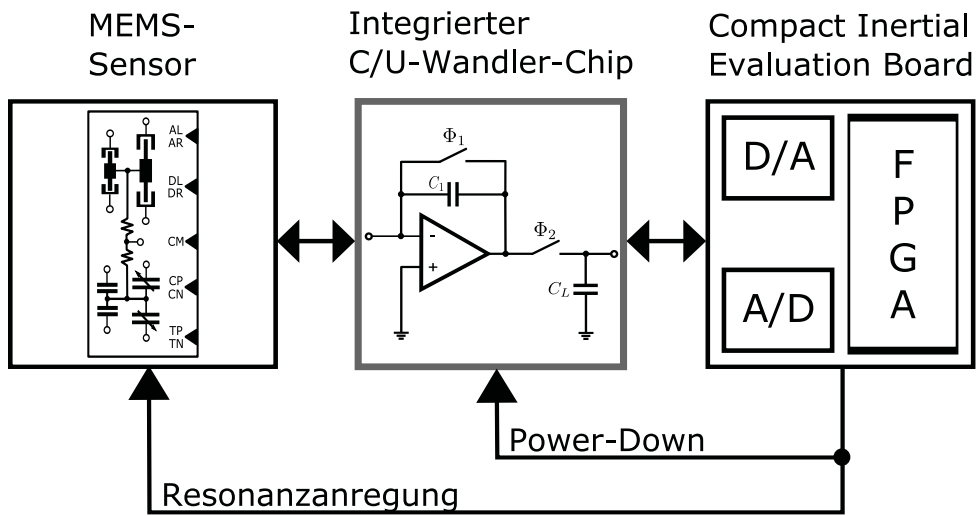 MEMS-
Sensor
Integrierter
C/U-Wandler-Chip
Compact Inertial
Evaluation Board
AL
AR
DL
DR
CM
CP
CN
TP
TN
Φ1
C1
-
+
Φ2
CL
D/A
A/D
F
P
G
A
Power-Down
Resonanzanregung